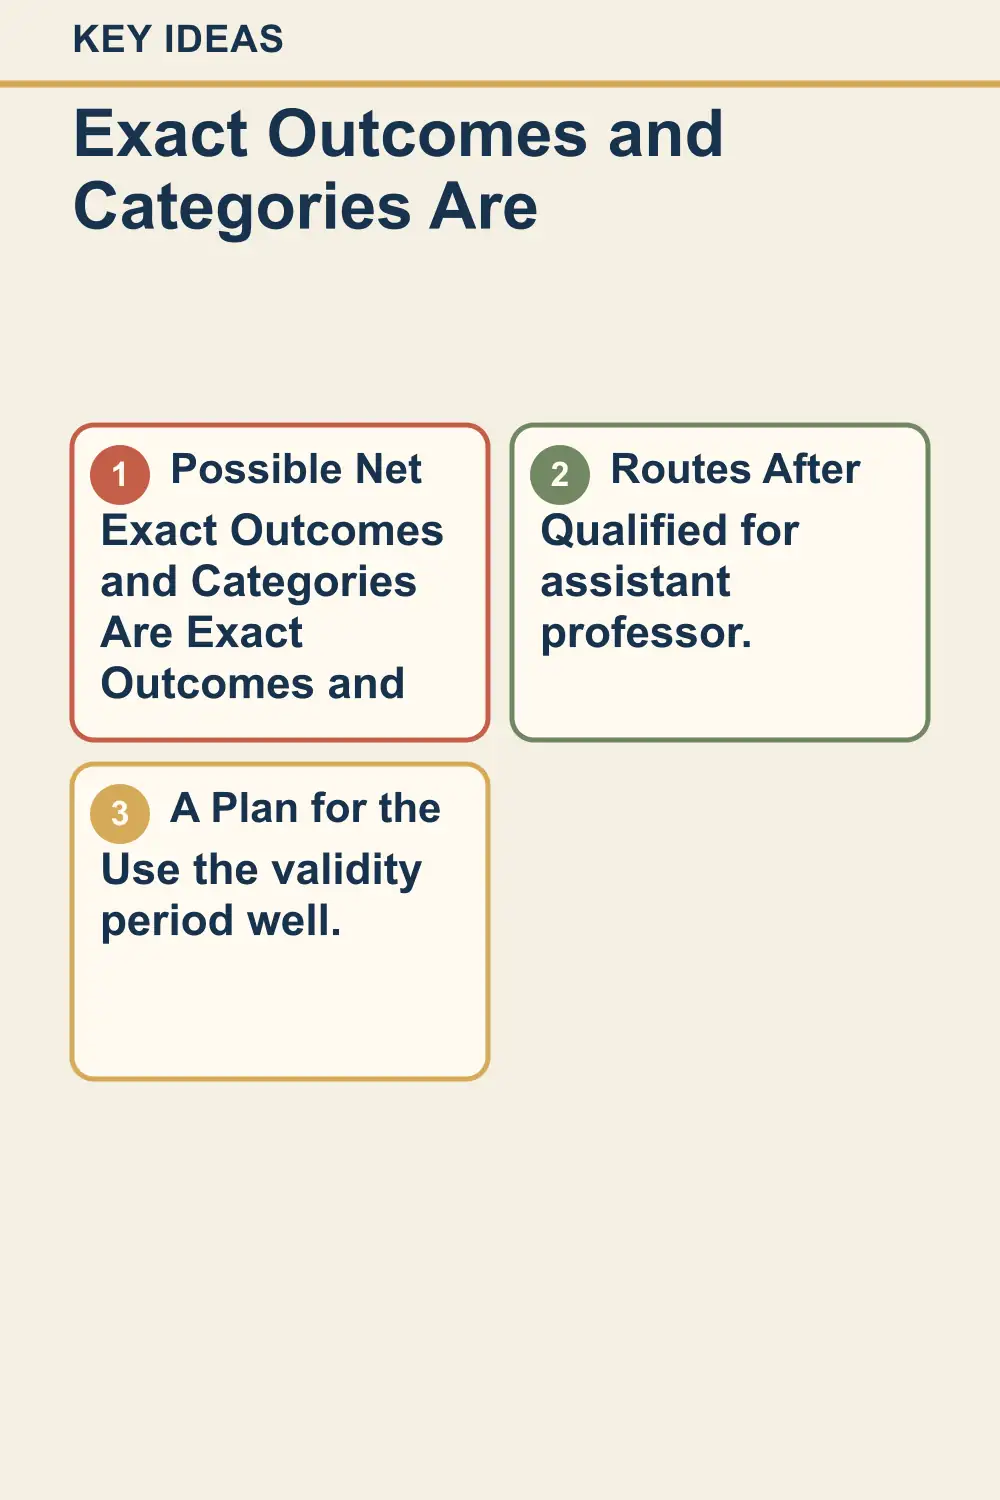 KEY IDEAS
Exact Outcomes and
Categories Are
1 Possible Net
Exact Outcomes
and Categories
Are Exact
Outcomes and
2 Routes After
Qualified for
assistant
professor.
3 A Plan for the
Use the validity
period well.